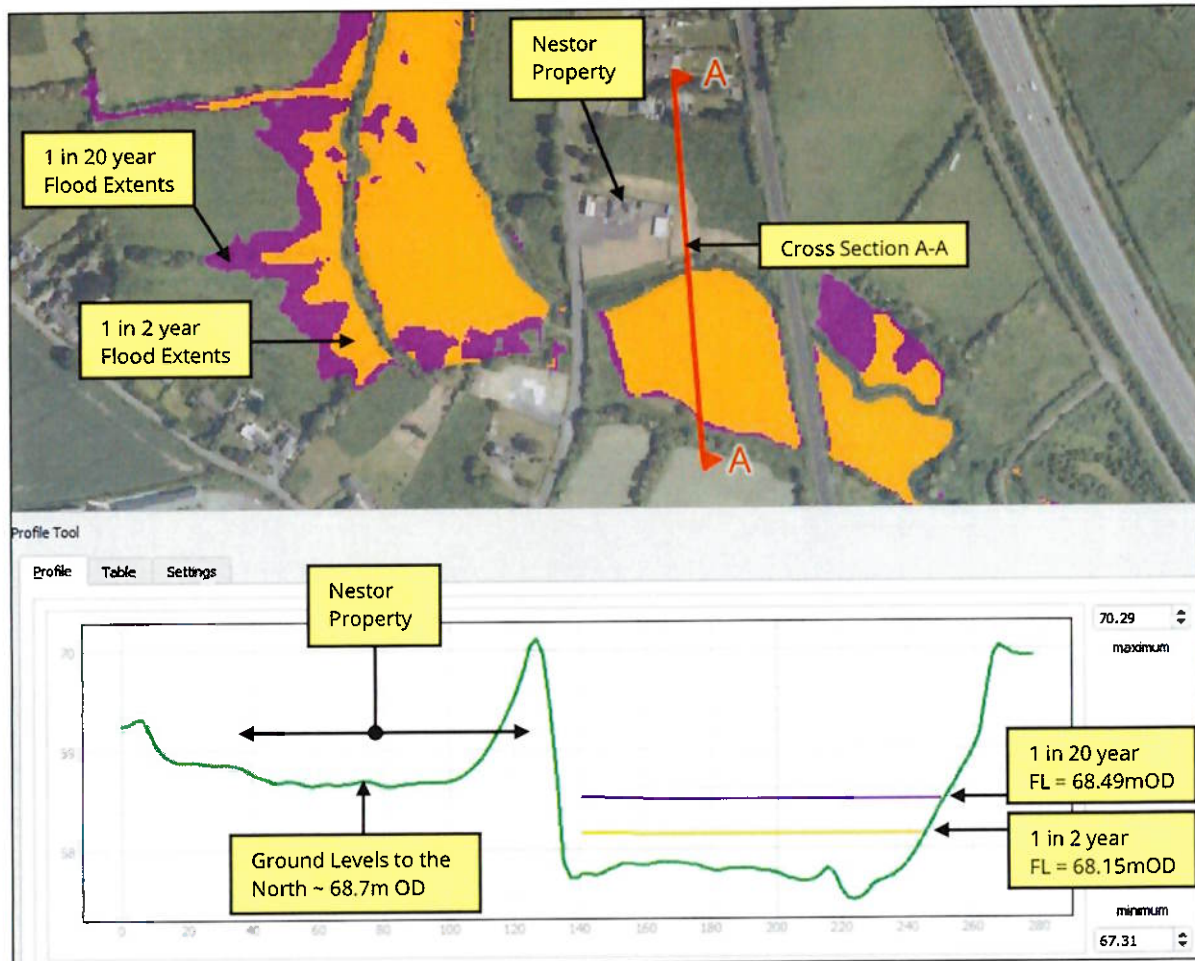 Nestor
Property
A
1 in 20 year
Flood Extents
Cross Section A-A
1 in 2 year
Flood Extents
A
Profile Tool
Profile Table Settings
Nestor
Property
70.29
maximum
70
69
1 in 20 year
FL = 68.49mOD
1 in 2 year
FL = 68.15mOD
68
Ground Levels to the
North ~ 68.7m OD
minimum
67.31
0 20 40 60 80 100 120 140 160 180 200 220 240 260 280